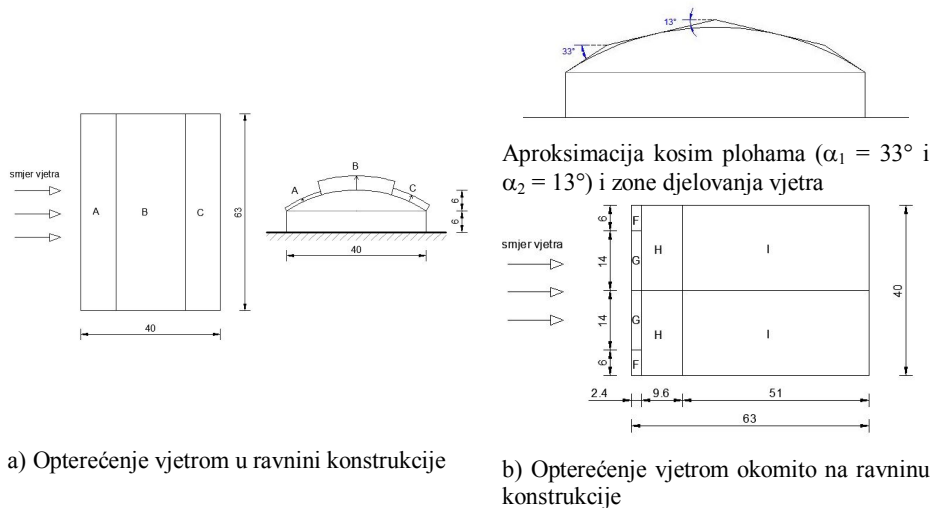 smjer vjetra
A
B
C
63
40
A
B
C
6
6
40
a) Opterećenje vjetrom u ravnini konstrukcije
13°
33°
Aproksimacija kosim plohama (α₁ = 33° i
α₂ = 13°) i zone djelovanja vjetra
smjer vjetra
6
14
14
6
F
G
G
F
H
H
I
I
40
2.4
9.6
51
63
b) Opterećenje vjetrom okomito na ravninu
konstrukcije